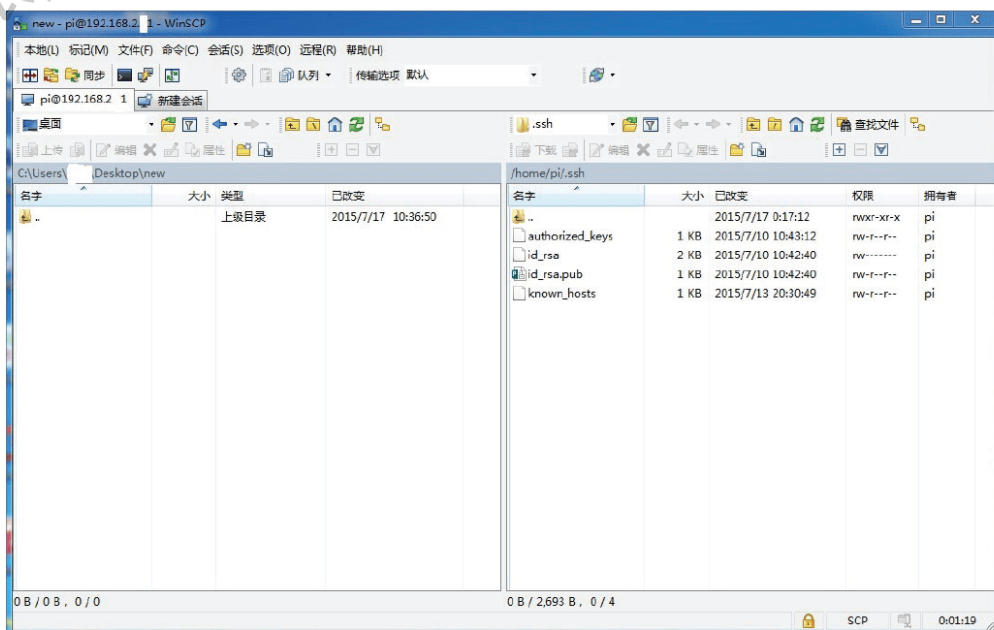 new - pi@192.168.2. 1 - WinSCP
本地(L) 标记(M) 文件(F) 命令(C) 会话(S) 选项(O) 远程(R) 帮助(H)
同步 队列 传输选项 默认
pi@192.168.2 1 新建会话
桌面 .ssh 查找文件
上传 编辑 属性 下载 编辑 属性
C:\Users\ .Desktop\new /home/pi/.ssh
名字 大小 类型 已改变 名字 大小 已改变 权限 拥有者
.. 上级目录 2015/7/17 10:36:50 .. 2015/7/17 0:17:12 rwxr-xr-x pi
authorized_keys 1 KB 2015/7/10 10:43:12 rw-r--r-- pi
id_rsa 2 KB 2015/7/10 10:42:40 rw------- pi
id_rsa.pub 1 KB 2015/7/10 10:42:40 rw-r--r-- pi
known_hosts 1 KB 2015/7/13 20:30:49 rw-r--r-- pi
0 B / 0 B , 0 / 0 0 B / 2,693 B , 0 / 4
SCP 0:01:19